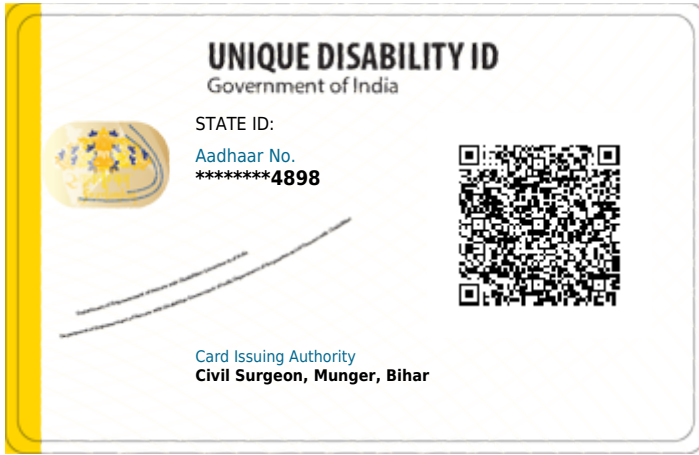 UNIQUE DISABILITY ID
Government of India
STATE ID:
Aadhaar No.
********4898
Card Issuing Authority
Civil Surgeon, Munger, Bihar